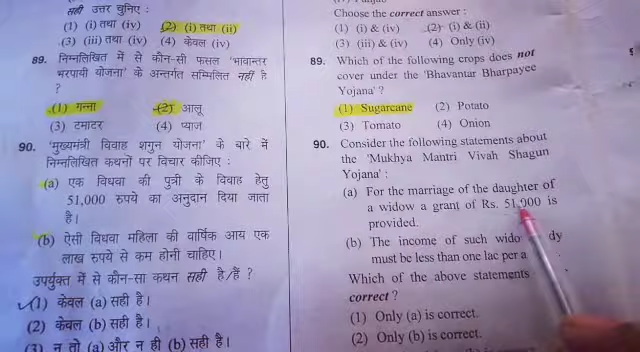 सही उत्तर चुनिए :
(1) (i) तथा (iv) (2) (i) तथा (ii)
(3) (iii) तथा (iv) (4) केवल (iv)
89. निम्नलिखित में से कौन-सी फसल 'भावान्तर
भरपायी योजना' के अन्तर्गत सम्मिलित नहीं है
?
(1) गन्ना (2) आलू
(3) टमाटर (4) प्याज
90. 'मुख्यमंत्री विवाह शगुन योजना' के बारे में
निम्नलिखित कथनों पर विचार कीजिए :
(a) एक विधवा की पुत्री के विवाह हेतु
51,000 रुपये का अनुदान दिया जाता
है।
(b) ऐसी विधवा महिला की वार्षिक आय एक
लाख रुपये से कम होनी चाहिए।
उपर्युक्त में से कौन-सा कथन सही है/हैं ?
(1) केवल (a) सही है।
(2) केवल (b) सही है।
(3) न तो (a) और न ही (b) सही है।
Choose the correct answer :
(1) (i) & (iv) (2) (i) & (ii)
(3) (iii) & (iv) (4) Only (iv)
89. Which of the following crops does not
cover under the 'Bhavantar Bharpayee
Yojana' ?
(1) Sugarcane (2) Potato
(3) Tomato (4) Onion
90. Consider the following statements about
the 'Mukhya Mantri Vivah Shagun
Yojana' :
(a) For the marriage of the daughter of
a widow a grant of Rs. 51,000 is
provided.
(b) The income of such
must be less than one lac per
Which of the above statements
correct ?
(1) Only (a) is correct.
(2) Only (b) is correct.